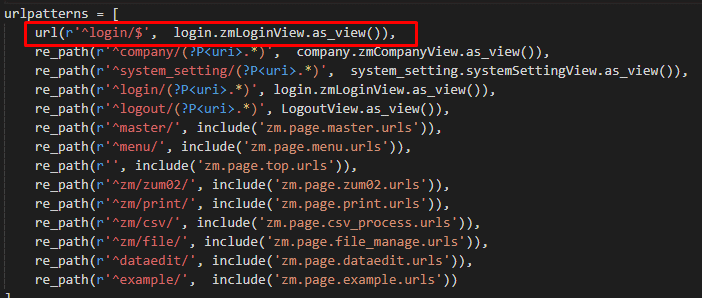 urlpatterns = [
url(r'^login/$',  login.zmLoginView.as_view()),
re_path(r'^company/(?P<uri>.*)',  company.zmCompanyView.as_view()),
re_path(r'^system_setting/(?P<uri>.*)',  system_setting.systemSettingView.as_view()),
re_path(r'^login/(?P<uri>.*)', login.zmLoginView.as_view()),
re_path(r'^logout/(?P<uri>.*)', LogoutView.as_view()),
re_path(r'^master/', include('zm.page.master.urls')),
re_path(r'^menu/', include('zm.page.menu.urls')),
re_path(r'', include('zm.page.top.urls')),
re_path(r'^zm/zum02/', include('zm.page.zum02.urls')),
re_path(r'^zm/print/', include('zm.page.print.urls')),
re_path(r'^zm/csv/', include('zm.page.csv_process.urls')),
re_path(r'^zm/file/', include('zm.page.file_manage.urls')),
re_path(r'^dataedit/', include('zm.page.dataedit.urls')),
re_path(r'^example/',  include('zm.page.example.urls'))
]